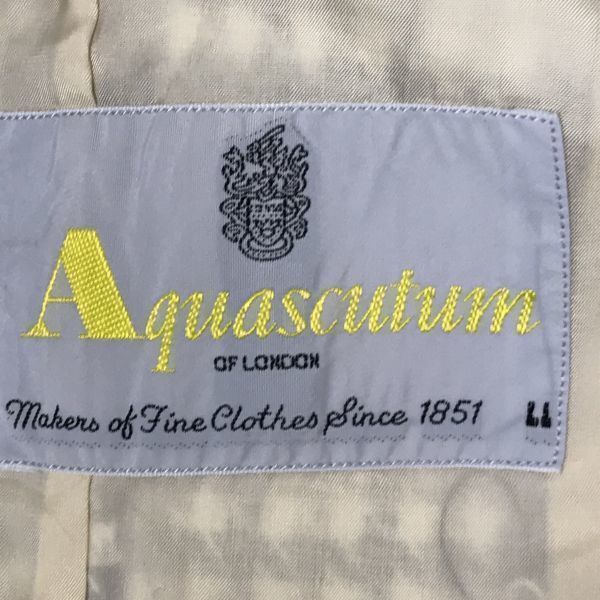 Aquascutum
OF LONDON
Makers of Fine Clothes Since 1851 LL